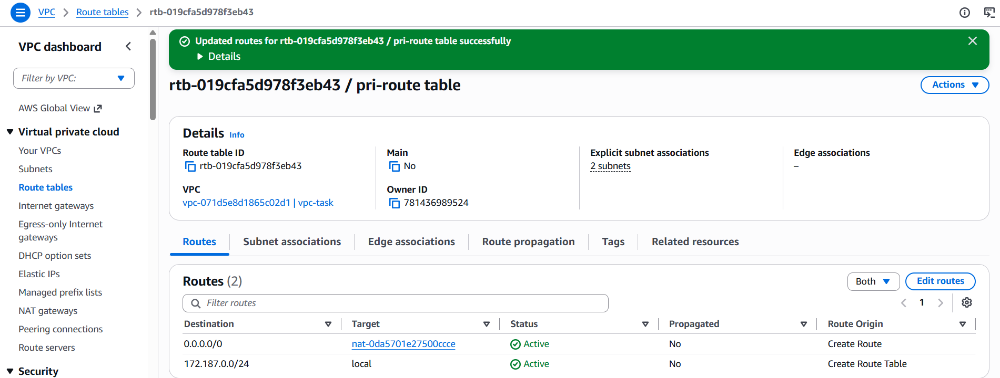 VPC > Route tables > rtb-019cfa5d978f3eb43
VPC dashboard
Filter by VPC:
AWS Global View
Virtual private cloud
Your VPCs
Subnets
Route tables
Internet gateways
Egress-only Internet
gateways
DHCP option sets
Elastic IPs
Managed prefix lists
NAT gateways
Peering connections
Route servers
Security
Updated routes for rtb-019cfa5d978f3eb43 / pri-route table successfully
Details
rtb-019cfa5d978f3eb43 / pri-route table
Actions
Details Info
Route table ID
rtb-019cfa5d978f3eb43
Main
No
Explicit subnet associations
2 subnets
Edge associations
–
VPC
vpc-071d5e8d1865c02d1 | vpc-task
Owner ID
781436989524
Routes Subnet associations Edge associations Route propagation Tags Related resources
Routes (2)
Both Edit routes
Filter routes
1
Destination Target Status Propagated Route Origin
0.0.0.0/0 nat-0da5701e27500ccce Active No Create Route
172.187.0.0/24 local Active No Create Route Table